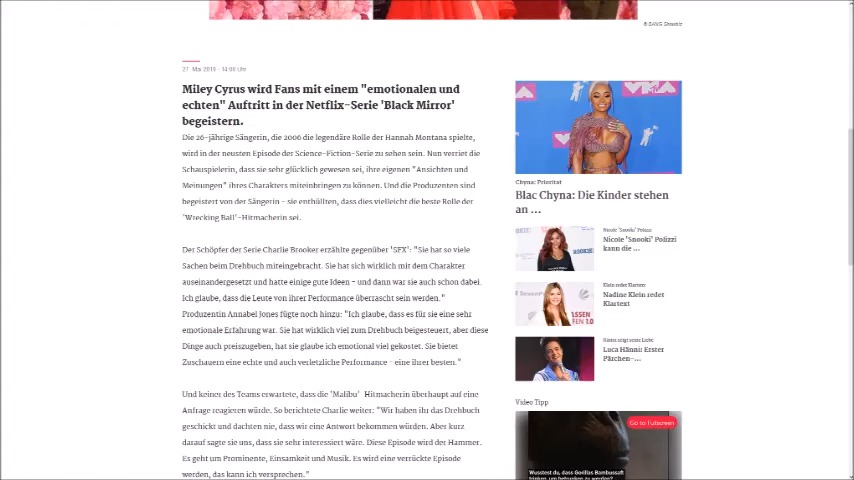 © BANG Showbiz
27. Mai 2019 - 14:00 Uhr
Miley Cyrus wird Fans mit einem "emotionalen und
echten" Auftritt in der Netflix-Serie 'Black Mirror'
begeistern.
Die 26-jährige Sängerin, die 2006 die legendäre Rolle der Hannah Montana spielte,
wird in der neusten Episode der Science-Fiction-Serie zu sehen sein. Nun verriet die
Schauspielerin, dass sie sehr glücklich gewesen sei, ihre eigenen "Ansichten und
Meinungen" ihres Charakters miteinbringen zu können. Und die Produzenten sind
begeistert von der Sängerin - sie enthüllten, dass dies vielleicht die beste Rolle der
'Wrecking Ball'-Hitmacherin sei.
Der Schöpfer der Serie Charlie Brooker erzählte gegenüber 'SFX': "Sie hat so viele
Sachen beim Drehbuch miteingebracht. Sie hat sich wirklich mit dem Charakter
auseinandergesetzt und hatte einige gute Ideen - und dann war sie auch schon dabei.
Ich glaube, dass die Leute von ihrer Performance überrascht sein werden."
Produzentin Annabel Jones fügte noch hinzu: "Ich glaube, dass es für sie eine sehr
emotionale Erfahrung war. Sie hat wirklich viel zum Drehbuch beigesteuert, aber diese
Dinge auch preiszugeben, hat sie glaube ich emotional viel gekostet. Sie bietet
Zuschauern eine echte und auch verletzliche Performance - eine ihrer besten."
Und keiner des Teams erwartete, dass die 'Malibu' Hitmacherin überhaupt auf eine
Anfrage reagieren würde. So berichtete Charlie weiter: "Wir haben ihr das Drehbuch
geschickt und dachten nie, dass wir eine Antwort bekommen würden. Aber kurz
darauf sagte sie uns, dass sie sehr interessiert wäre. Diese Episode wird der Hammer.
Es geht um Prominente, Einsamkeit und Musik. Es wird eine verrückte Episode
werden, das kann ich versprechen."
Chyna: Priorität
Blac Chyna: Die Kinder stehen
an ...
Nicole 'Snooki' Polizzi
Nicole 'Snooki' Polizzi
kann die ...
Klein redet Klartext
Nadine Klein redet
Klartext
Hänni zeigt seine Liebe
Luca Hänni: Erster
Pärchen-...
Video Tipp
Go to Fullscreen
Wusstest du, dass Gorillas Bambussaft
trinken, um betrunken zu werden?